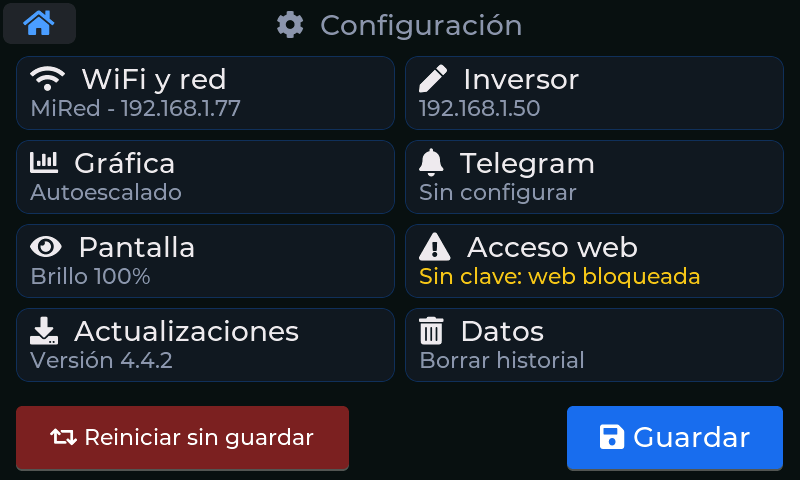 Configuración
WiFi y red
MiRed - 192.168.1.77
Inversor
192.168.1.50
Gráfica
Autoescalado
Telegram
Sin configurar
Pantalla
Brillo 100%
Acceso web
Sin clave: web bloqueada
Actualizaciones
Versión 4.4.2
Datos
Borrar historial
Reiniciar sin guardar
Guardar